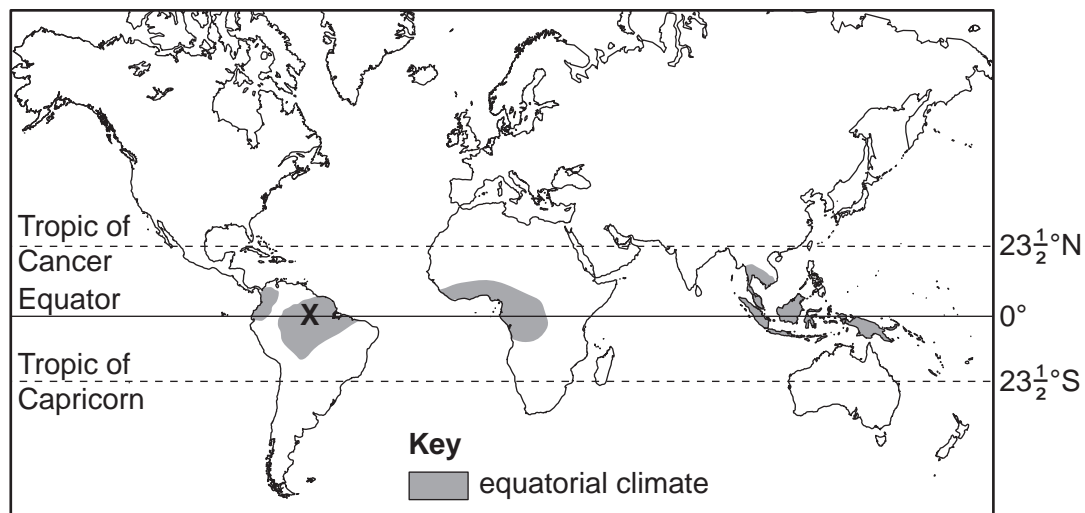 Tropic of
Cancer
23½°N
Equator
X
0°
Tropic of
Capricorn
23½°S
Key
equatorial climate